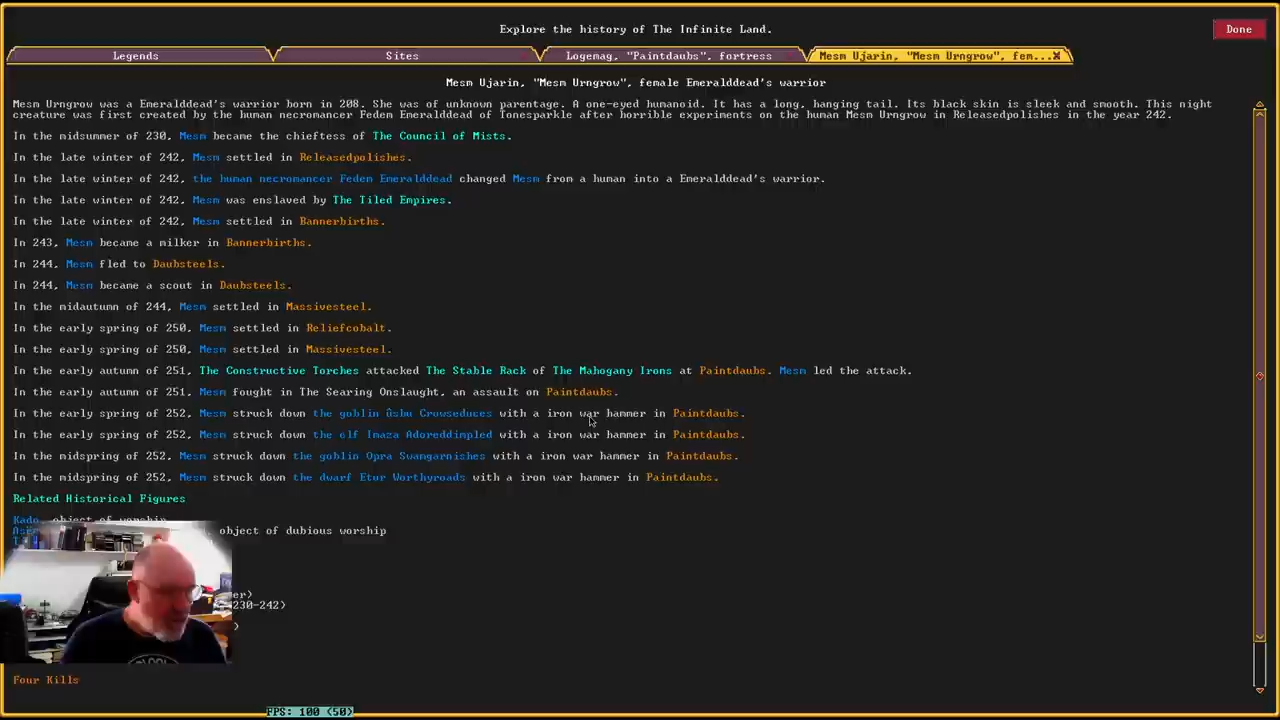 Explore the history of The Infinite Land.
Done
Legends
Sites
Logemag, "Paintdaubs", fortress
Mesm Ujarin, "Mesm Urngrow", fem...X
Mesm Ujarin, "Mesm Urngrow", female Emeralddead's warrior
Mesm Urngrow was a Emeralddead's warrior born in 208. She was of unknown parentage. A one-eyed humanoid. It has a long, hanging tail. Its black skin is sleek and smooth. This night
creature was first created by the human necromancer Fedem Emeralddead of Tonesparkle after horrible experiments on the human Mesm Urngrow in Releasedpolishes in the year 242.
In the midsummer of 230, Mesm became the chieftess of The Council of Mists.
In the late winter of 242, Mesm settled in Releasedpolishes.
In the late winter of 242, the human necromancer Fedem Emeralddead changed Mesm from a human into a Emeralddead's warrior.
In the late winter of 242, Mesm was enslaved by The Tiled Empires.
In the late winter of 242, Mesm settled in Bannerbirths.
In 243, Mesm became a milker in Bannerbirths.
In 244, Mesm fled to Daubsteels.
In 244, Mesm became a scout in Daubsteels.
In the midautumn of 244, Mesm settled in Massivesteel.
In the early spring of 250, Mesm settled in Reliefcobalt.
In the early spring of 250, Mesm settled in Massivesteel.
In the early autumn of 251, The Constructive Torches attacked The Stable Rack of The Mahogany Irons at Paintdaubs. Mesm led the attack.
In the early autumn of 251, Mesm fought in The Searing Onslaught, an assault on Paintdaubs.
In the early spring of 252, Mesm struck down the goblin ûsbu Crowseduces with a iron war hammer in Paintdaubs.
In the early spring of 252, Mesm struck down the elf Imaza Adoreddimpled with a iron war hammer in Paintdaubs.
In the midspring of 252, Mesm struck down the goblin Opra Swangarnishes with a iron war hammer in Paintdaubs.
In the midspring of 252, Mesm struck down the dwarf Etur Worthyroads with a iron war hammer in Paintdaubs.
Related Historical Figures
Kado, object of worship
object of dubious worship
er)
230-242)
)
Four Kills
FPS: 100 (50)